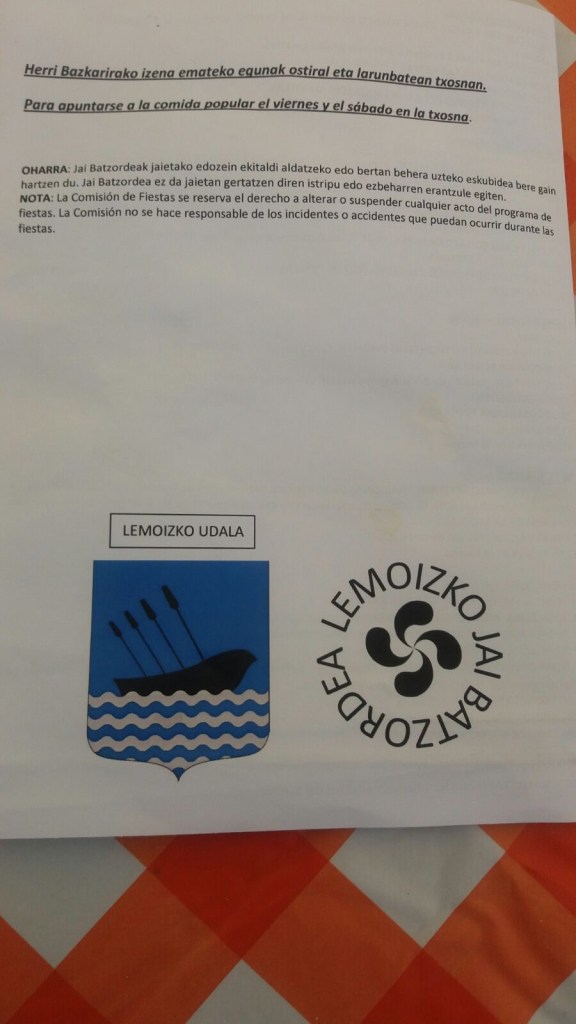 Herri Bazkarirako izena emateko egunak ostiral eta larunbatean txosnan.
Para apuntarse a la comida popular el viernes y el sábado en la txosna.
OHARRA: Jai Batzordeak jaietako edozein ekitaldi aldatzeko edo bertan behera uzteko eskubidea bere gain
hartzen du. Jai Batzordea ez da jaietan gertatzen diren istripu edo ezbeharren erantzule egiten.
NOTA: La Comisión de Fiestas se reserva el derecho a alterar o suspender cualquier acto del programa de
fiestas. La Comisión no se hace responsable de los incidentes o accidentes que puedan ocurrir durante las
fiestas.
LEMOIZKO UDALA
LEMOIZKO JAI BATZORDEA